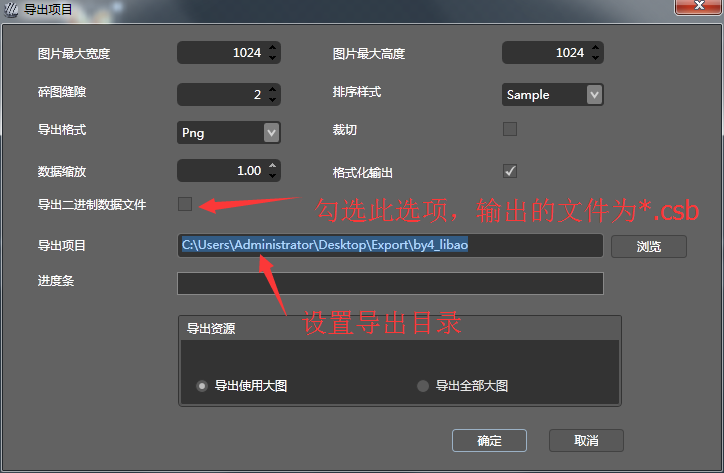 导出项目
图片最大宽度 1024 图片最大高度 1024
碎图缝隙 2 排序样式 Sample
导出格式 Png 裁切
数据缩放 1.00 格式化输出
导出二进制数据文件 勾选此选项，输出的文件为*.csb
导出项目 C:\Users\Administrator\Desktop\Export\by4_libao 浏览
进度条
设置导出目录
导出资源
导出使用大图 导出全部大图
确定 取消